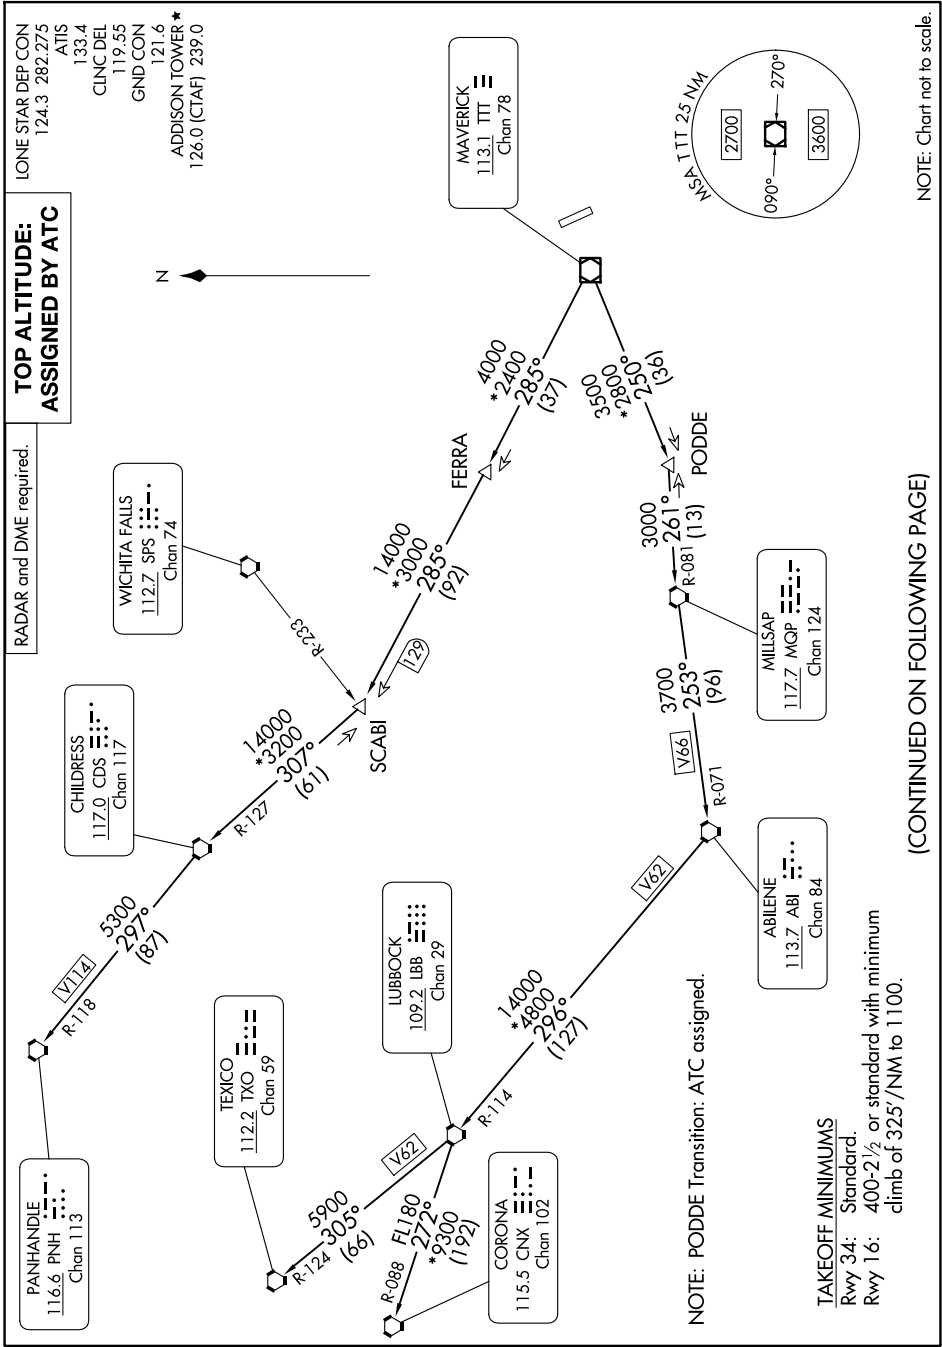 RADAR and DME required.
TOP ALTITUDE:
ASSIGNED BY ATC
LONE STAR DEP CON
124.3 282.275
ATIS
133.4
CLNC DEL
119.55
GND CON
121.6
ADDISON TOWER ★
126.0 (CTAF) 239.0
N
PANHANDLE
116.6 PNH
Chan 113
R-118
V114
5300
297°
(87)
CHILDRESS
117.0 CDS
Chan 117
R-127
14000
*3200
307°
(61)
WICHITA FALLS
112.7 SPS
Chan 74
R-233
SCABI
129
14000
*3000
285°
(92)
FERRA
4000
*2400
285°
(37)
MAVERICK
113.1 TTT
Chan 78
TEXICO
112.2 TXO
Chan 59
R-124
5900
305°
(66)
V62
LUBBOCK
109.2 LBB
Chan 29
R-114
CORONA
115.5 CNX
Chan 102
R-088
FL180
272°
*9300
(192)
14000
*4800
296°
(127)
V62
ABILENE
113.7 ABI
Chan 84
R-071
V66
3700
253°
(96)
MILLSAP
117.7 MQP
Chan 124
R-081
3000
261°
(13)
PODDE
3500
*2800
250°
(36)
MSA TTT 25 NM
2700
270°
090°
3600
NOTE: PODDE Transition: ATC assigned.
TAKEOFF MINIMUMS
Rwy 34: Standard.
Rwy 16: 400-2½ or standard with minimum
climb of 325'/NM to 1100.
(CONTINUED ON FOLLOWING PAGE)
NOTE: Chart not to scale.